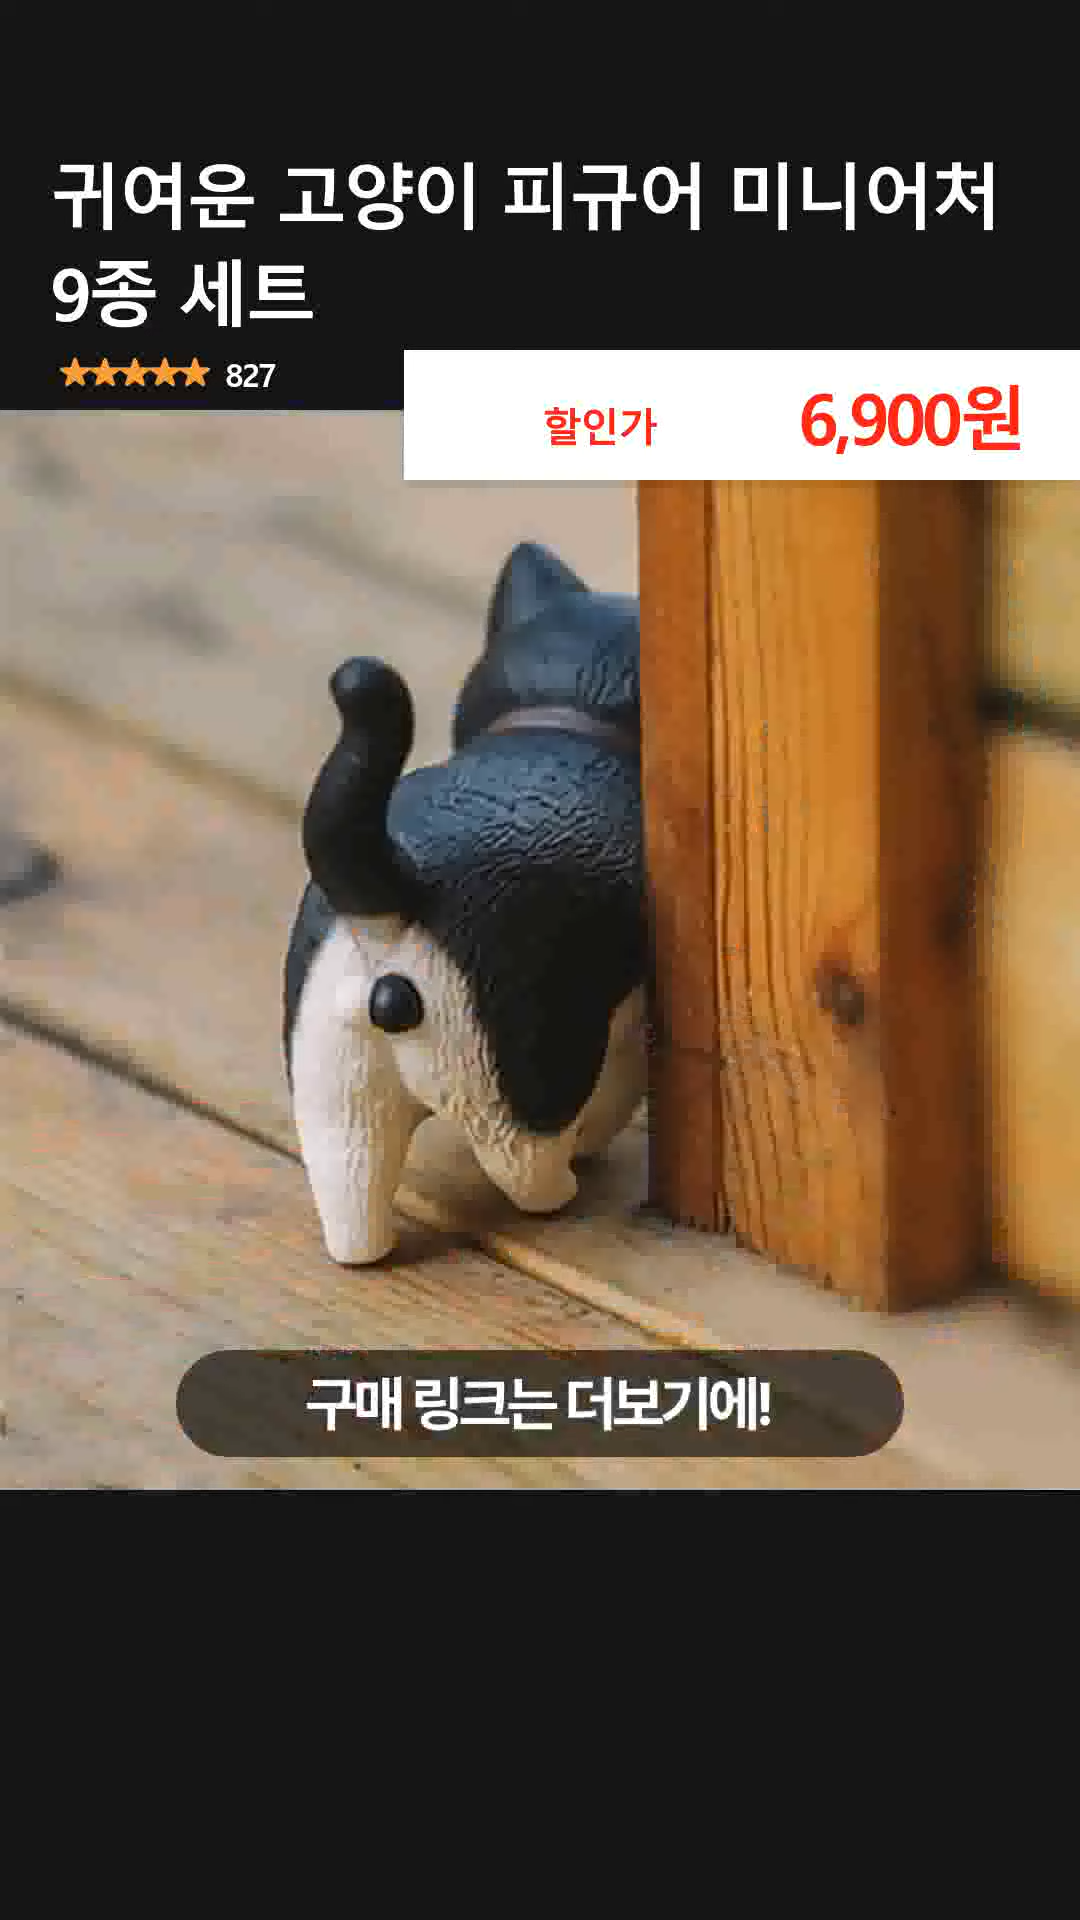 귀여운 고양이 피규어 미니어처
9종 세트
827
할인가 6,900원
구매 링크는 더보기에!